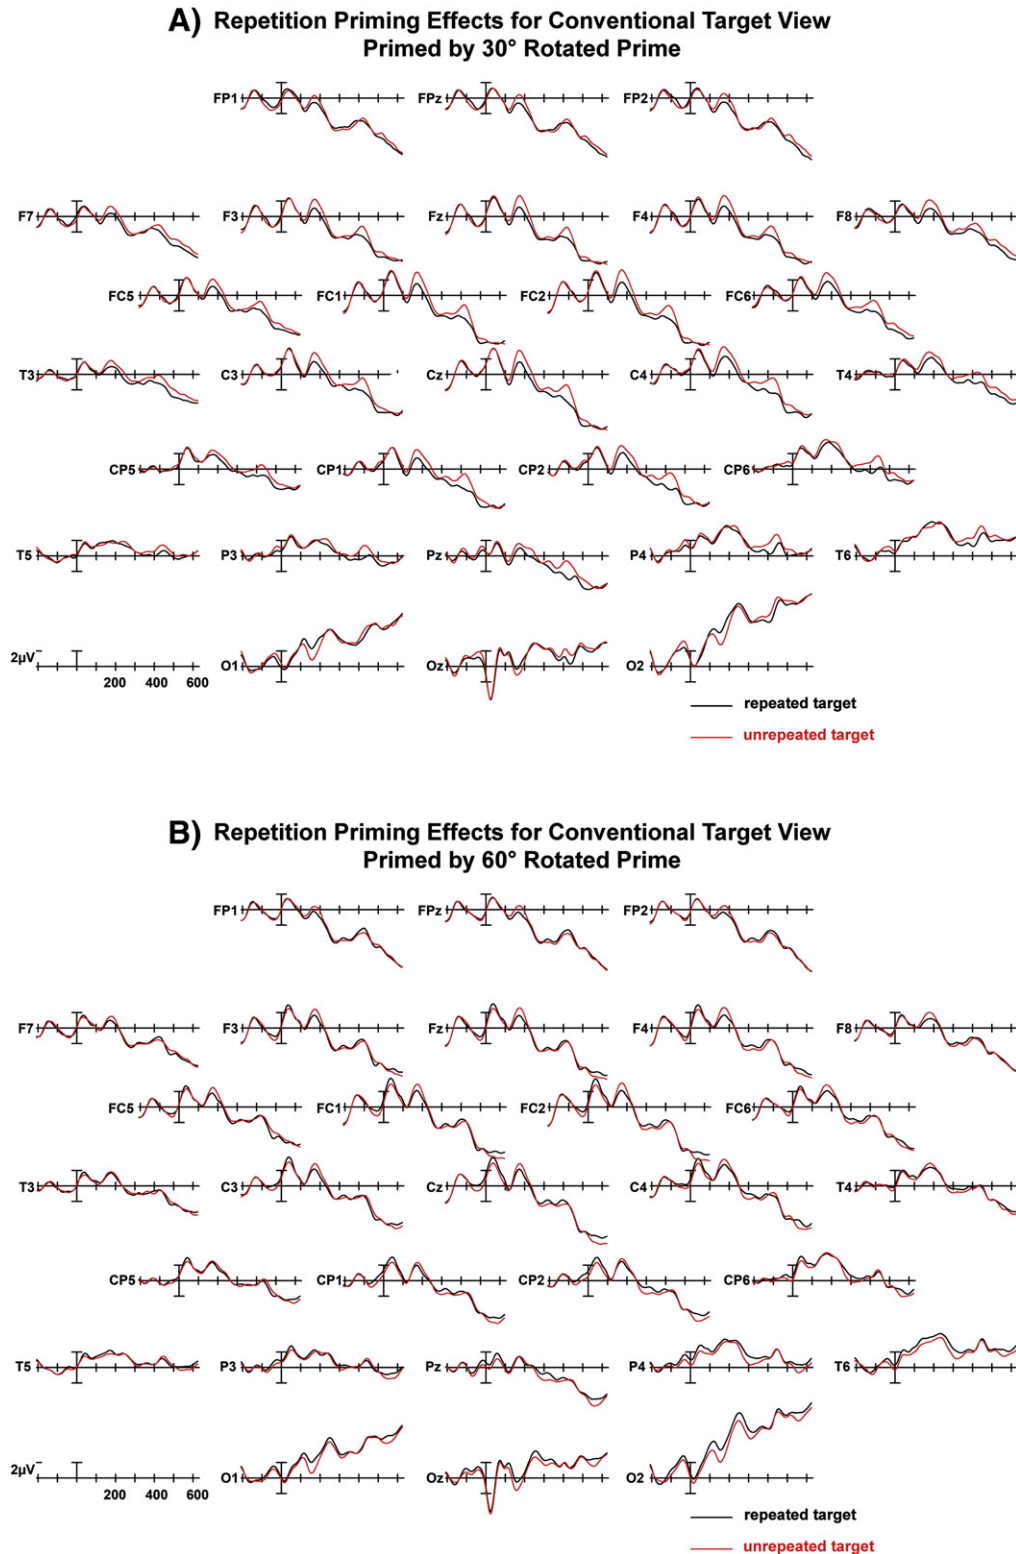 A) Repetition Priming Effects for Conventional Target View
Primed by 30° Rotated Prime
FP1 FPz FP2
F7 F3 Fz F4 F8
FC5 FC1 FC2 FC6
T3 C3 Cz C4 T4
CP5 CP1 CP2 CP6
T5 P3 Pz P4 T6
2µV O1 Oz O2
200 400 600
repeated target
unrepeated target
B) Repetition Priming Effects for Conventional Target View
Primed by 60° Rotated Prime
FP1 FPz FP2
F7 F3 Fz F4 F8
FC5 FC1 FC2 FC6
T3 C3 Cz C4 T4
CP5 CP1 CP2 CP6
T5 P3 Pz P4 T6
2µV O1 Oz O2
200 400 600
repeated target
unrepeated target